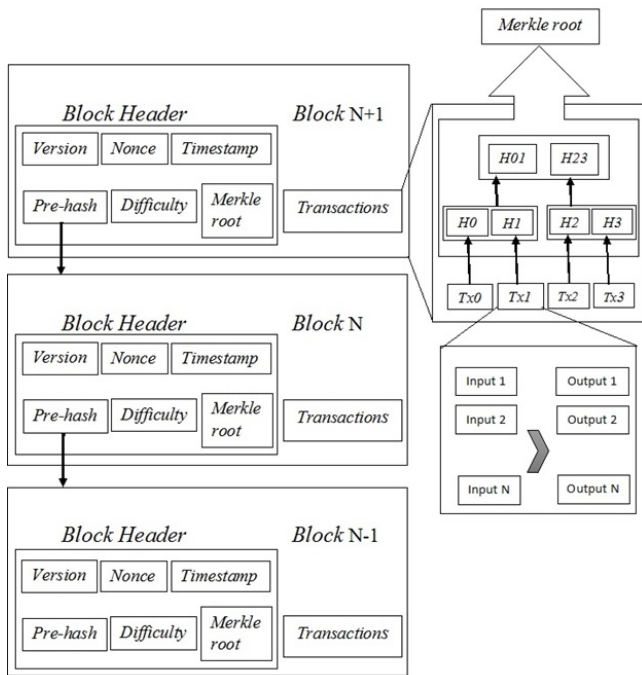 Merkle root
Block Header
Block N+1
Version
Nonce
Timestamp
Pre-hash
Difficulty
Merkle
root
Transactions
H01
H23
H0
H1
H2
H3
Tx0
Tx1
Tx2
Tx3
Block Header
Block N
Version
Nonce
Timestamp
Pre-hash
Difficulty
Merkle
root
Transactions
Input 1
Output 1
Input 2
Output 2
Input N
Output N
Block Header
Block N-1
Version
Nonce
Timestamp
Pre-hash
Difficulty
Merkle
root
Transactions